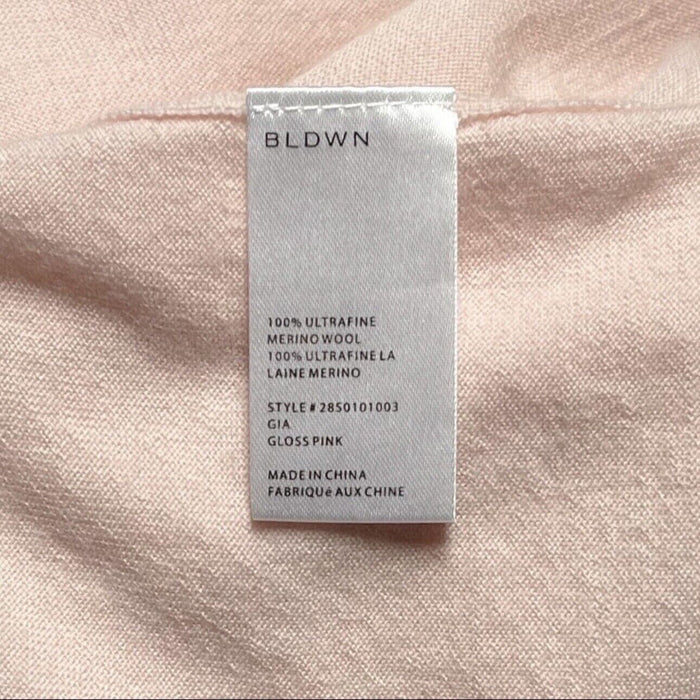 BLDWN
100% ULTRAFINE
MERINO WOOL
100% ULTRAFINE LA
LAINE MERINO
STYLE # 28S0101003
GIA
GLOSS PINK
MADE IN CHINA
FABRIQUé AUX CHINE